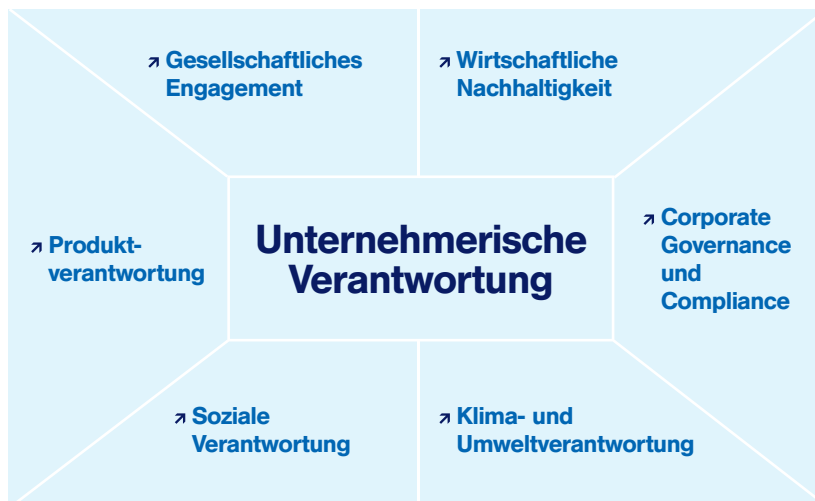 Gesellschaftliches
Engagement
Wirtschaftliche
Nachhaltigkeit
Produkt-
verantwortung
Unternehmerische
Verantwortung
Corporate
Governance
und
Compliance
Soziale
Verantwortung
Klima- und
Umweltverantwortung